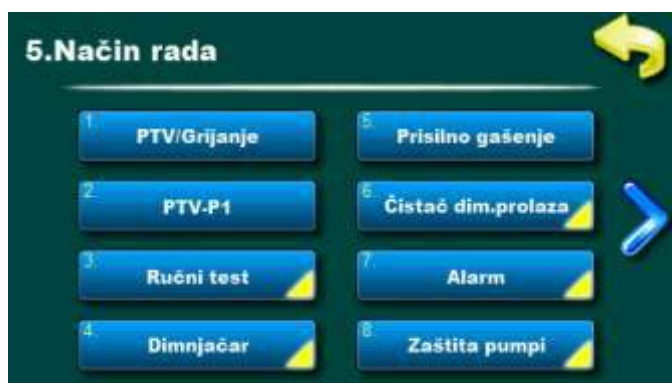 5.Način rada
1. PTV/Grijanje
2. PTV-P1
3. Ručni test
4. Dimnjačar
5. Prisilno gašenje
6. Čistač dim.prolaza
7. Alarm
8. Zaštita pumpi